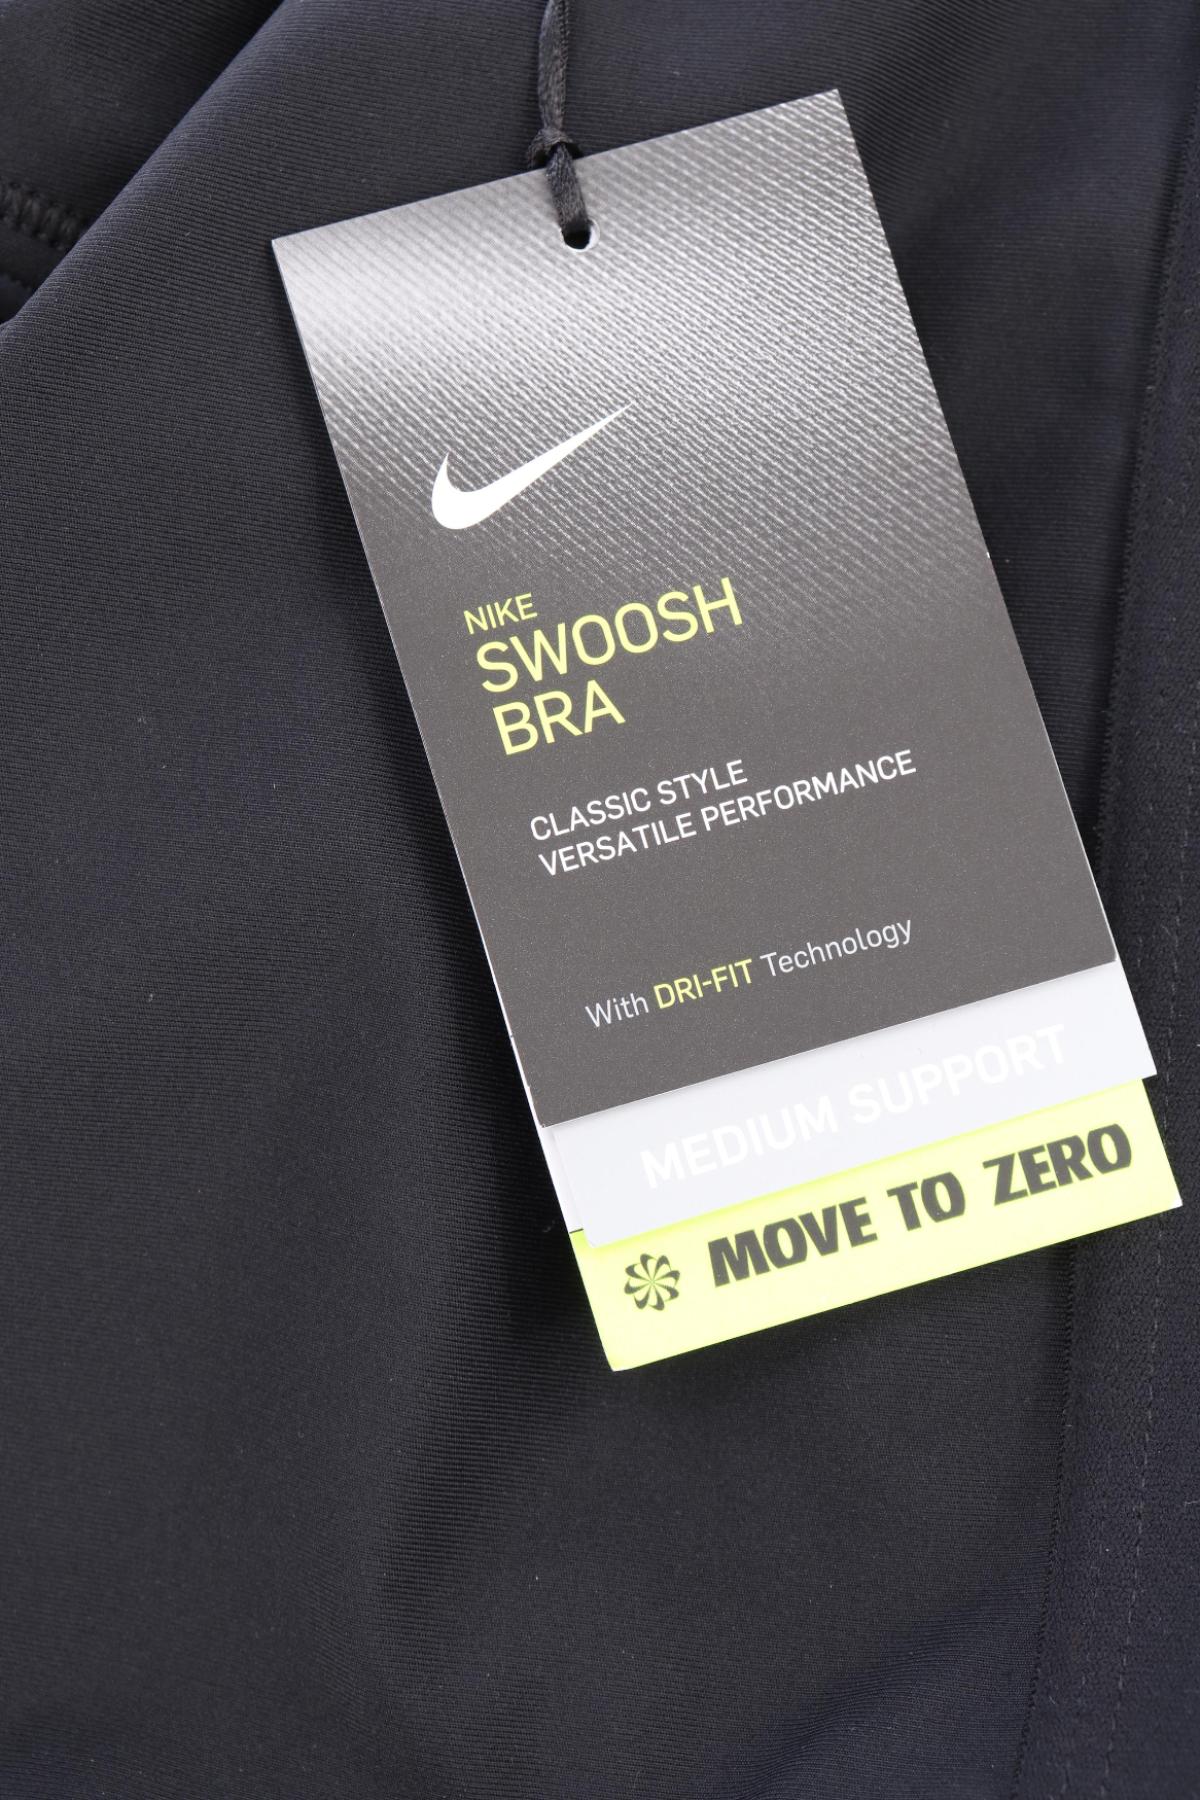 NIKE
SWOOSH
BRA
CLASSIC STYLE
VERSATILE PERFORMANCE
With DRI-FIT Technology
MEDIUM SUPPORT
MOVE TO ZERO